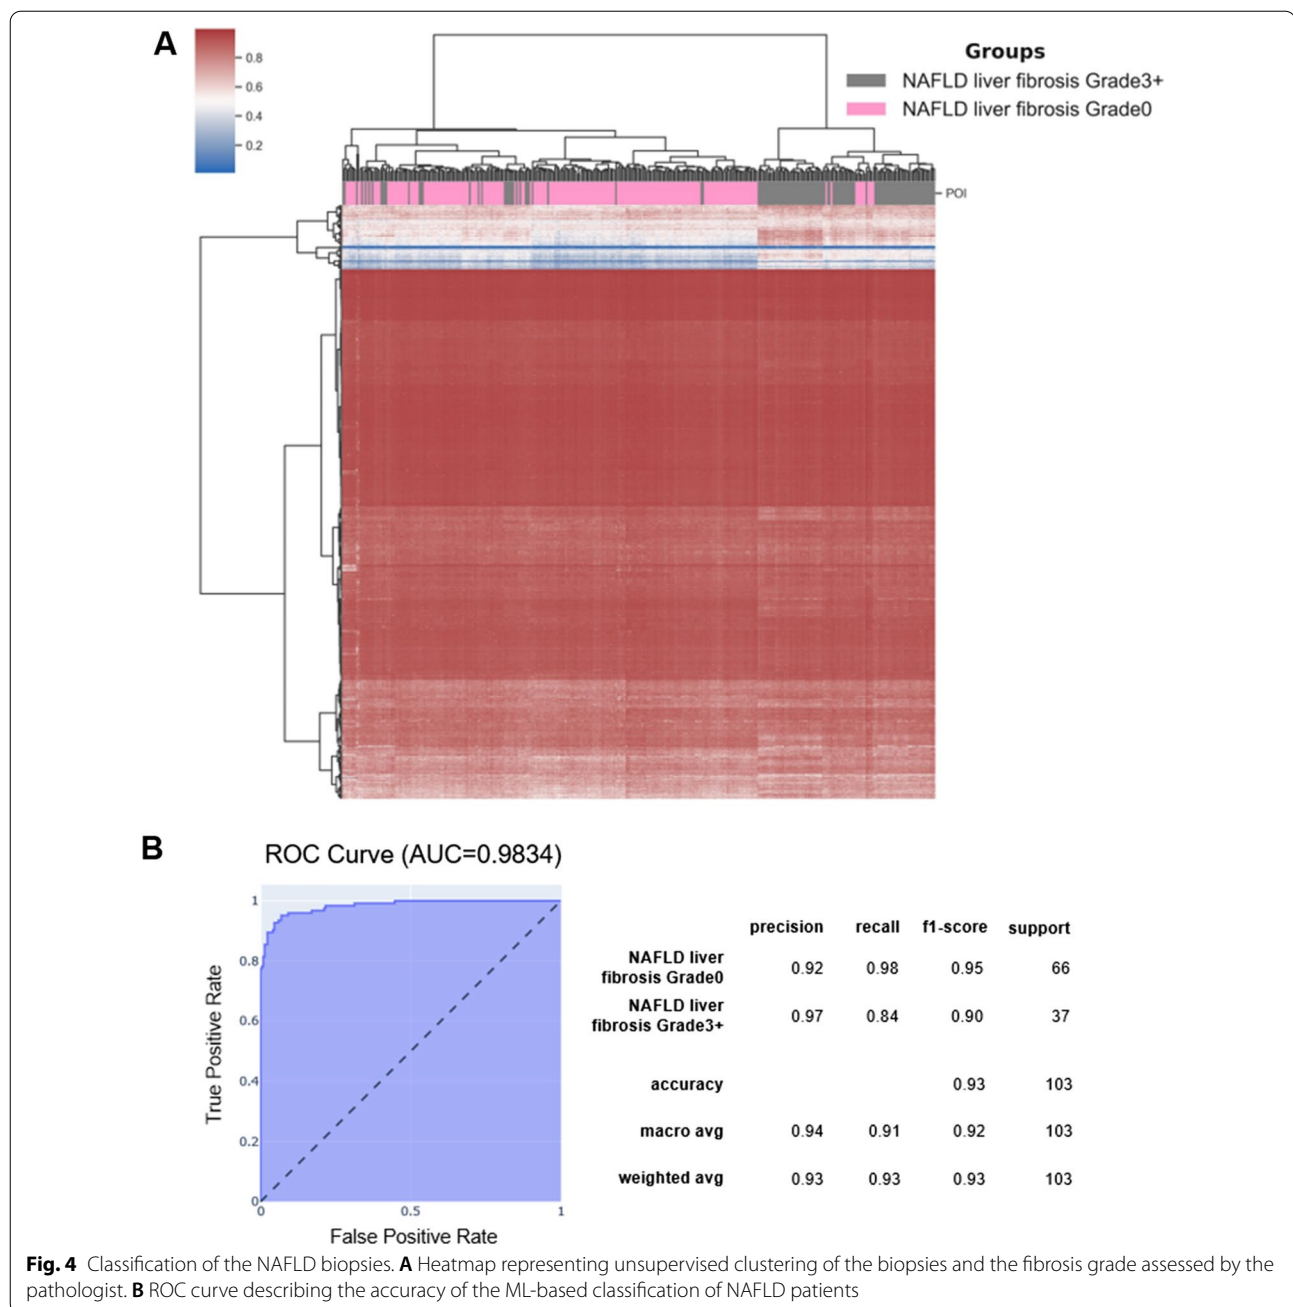 A
0.8
0.6
0.4
0.2
Groups
NAFLD liver fibrosis Grade3+
NAFLD liver fibrosis Grade0
POI
B
ROC Curve (AUC=0.9834)
1
0.8
0.6
0.4
0.2
0
0
0.5
1
True Positive Rate
False Positive Rate
precision recall f1-score support
NAFLD liver
fibrosis Grade0 0.92 0.98 0.95 66
NAFLD liver
fibrosis Grade3+ 0.97 0.84 0.90 37
accuracy 0.93 103
macro avg 0.94 0.91 0.92 103
weighted avg 0.93 0.93 0.93 103
Fig. 4 Classification of the NAFLD biopsies. A Heatmap representing unsupervised clustering of the biopsies and the fibrosis grade assessed by the
pathologist. B ROC curve describing the accuracy of the ML-based classification of NAFLD patients